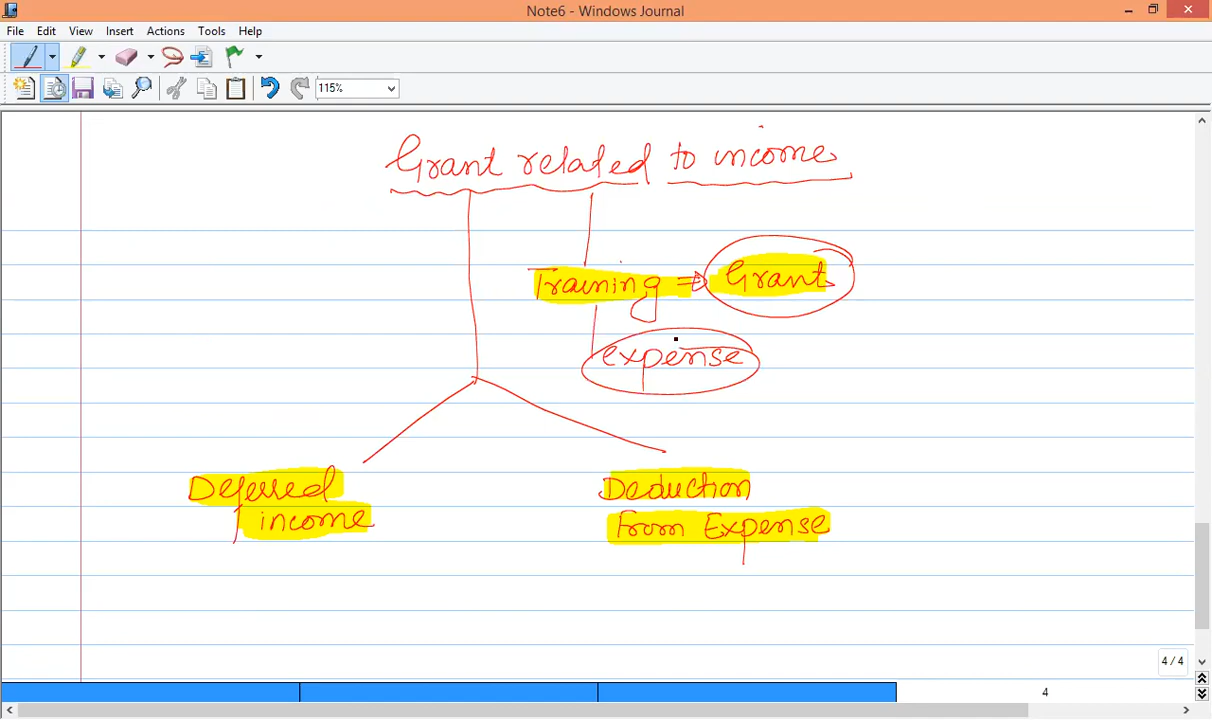 Note6 - Windows Journal
File Edit View Insert Actions Tools Help
115%
Grant related to income
Training ⇒ Grant
expense
Deferred
income
Deduction
From Expense
4 / 4
4